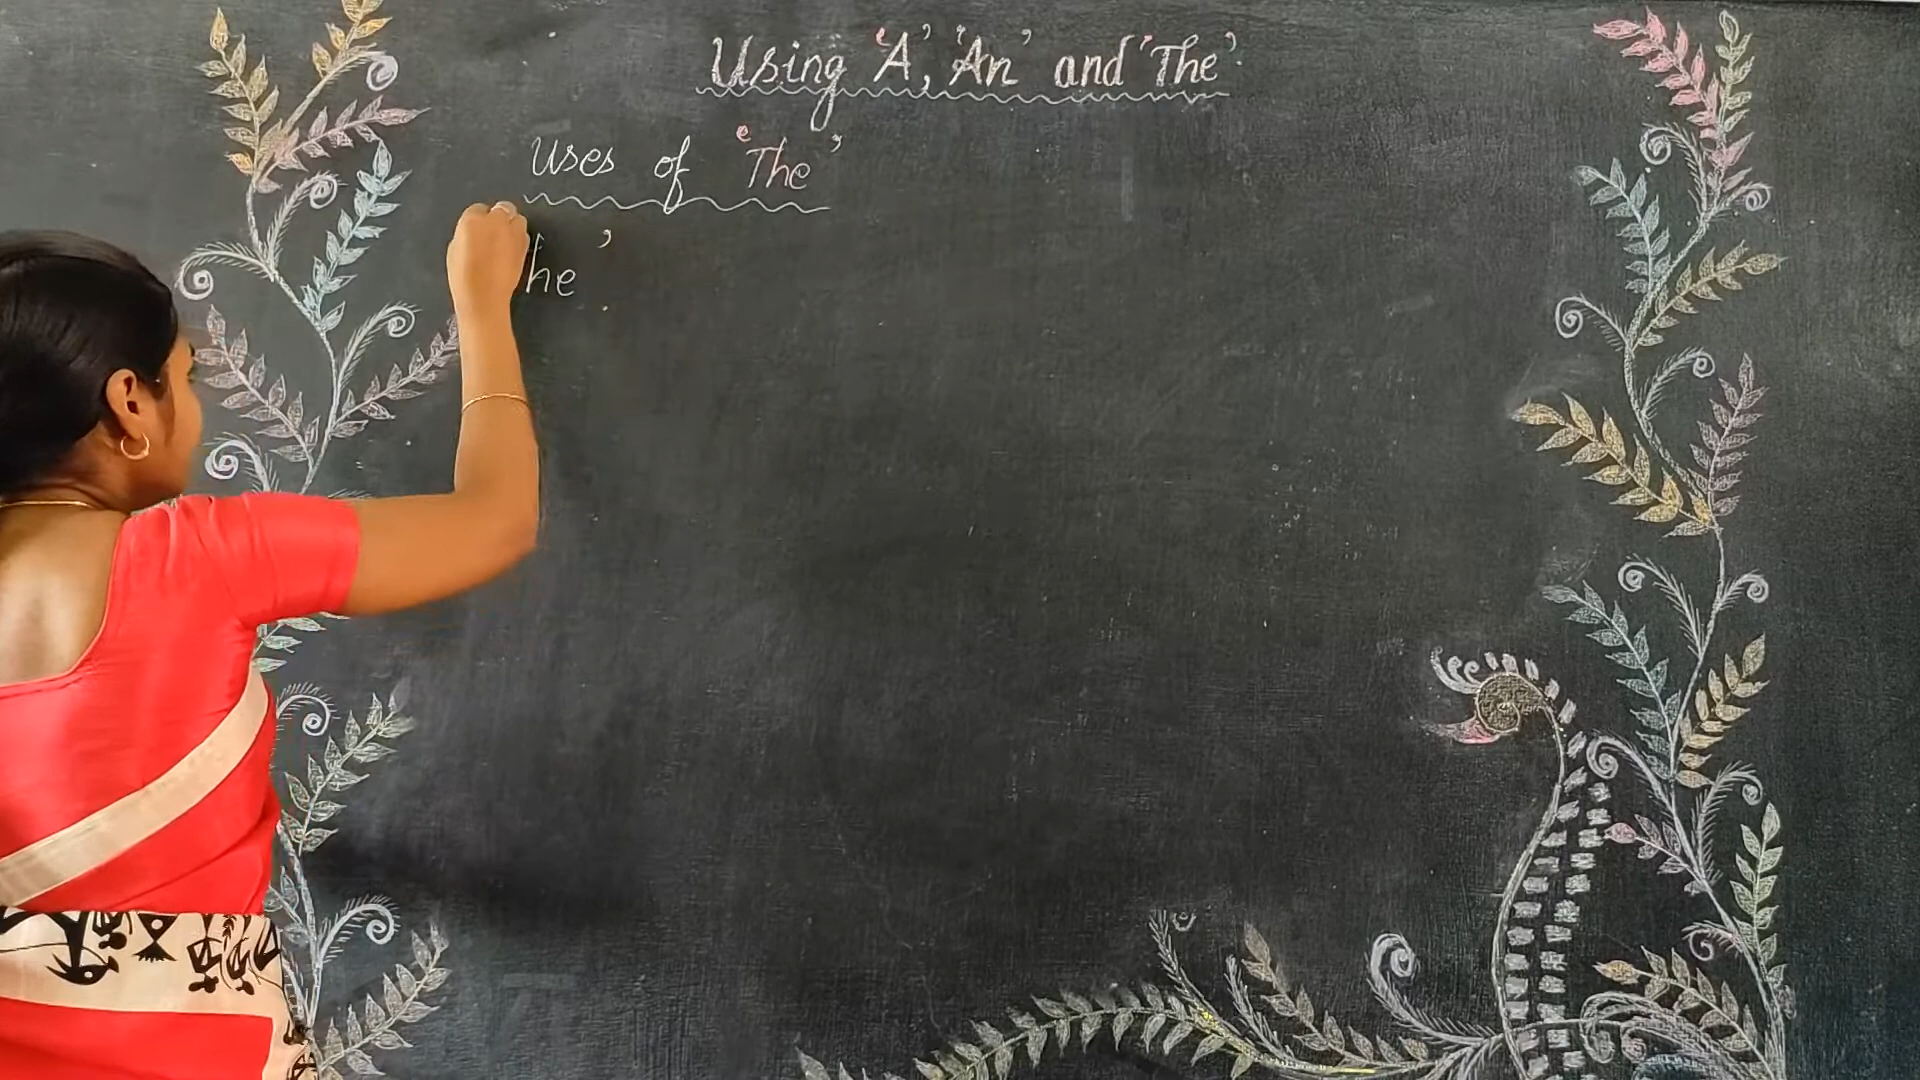 Using 'A', 'An' and 'The'
Uses of 'The'
he '